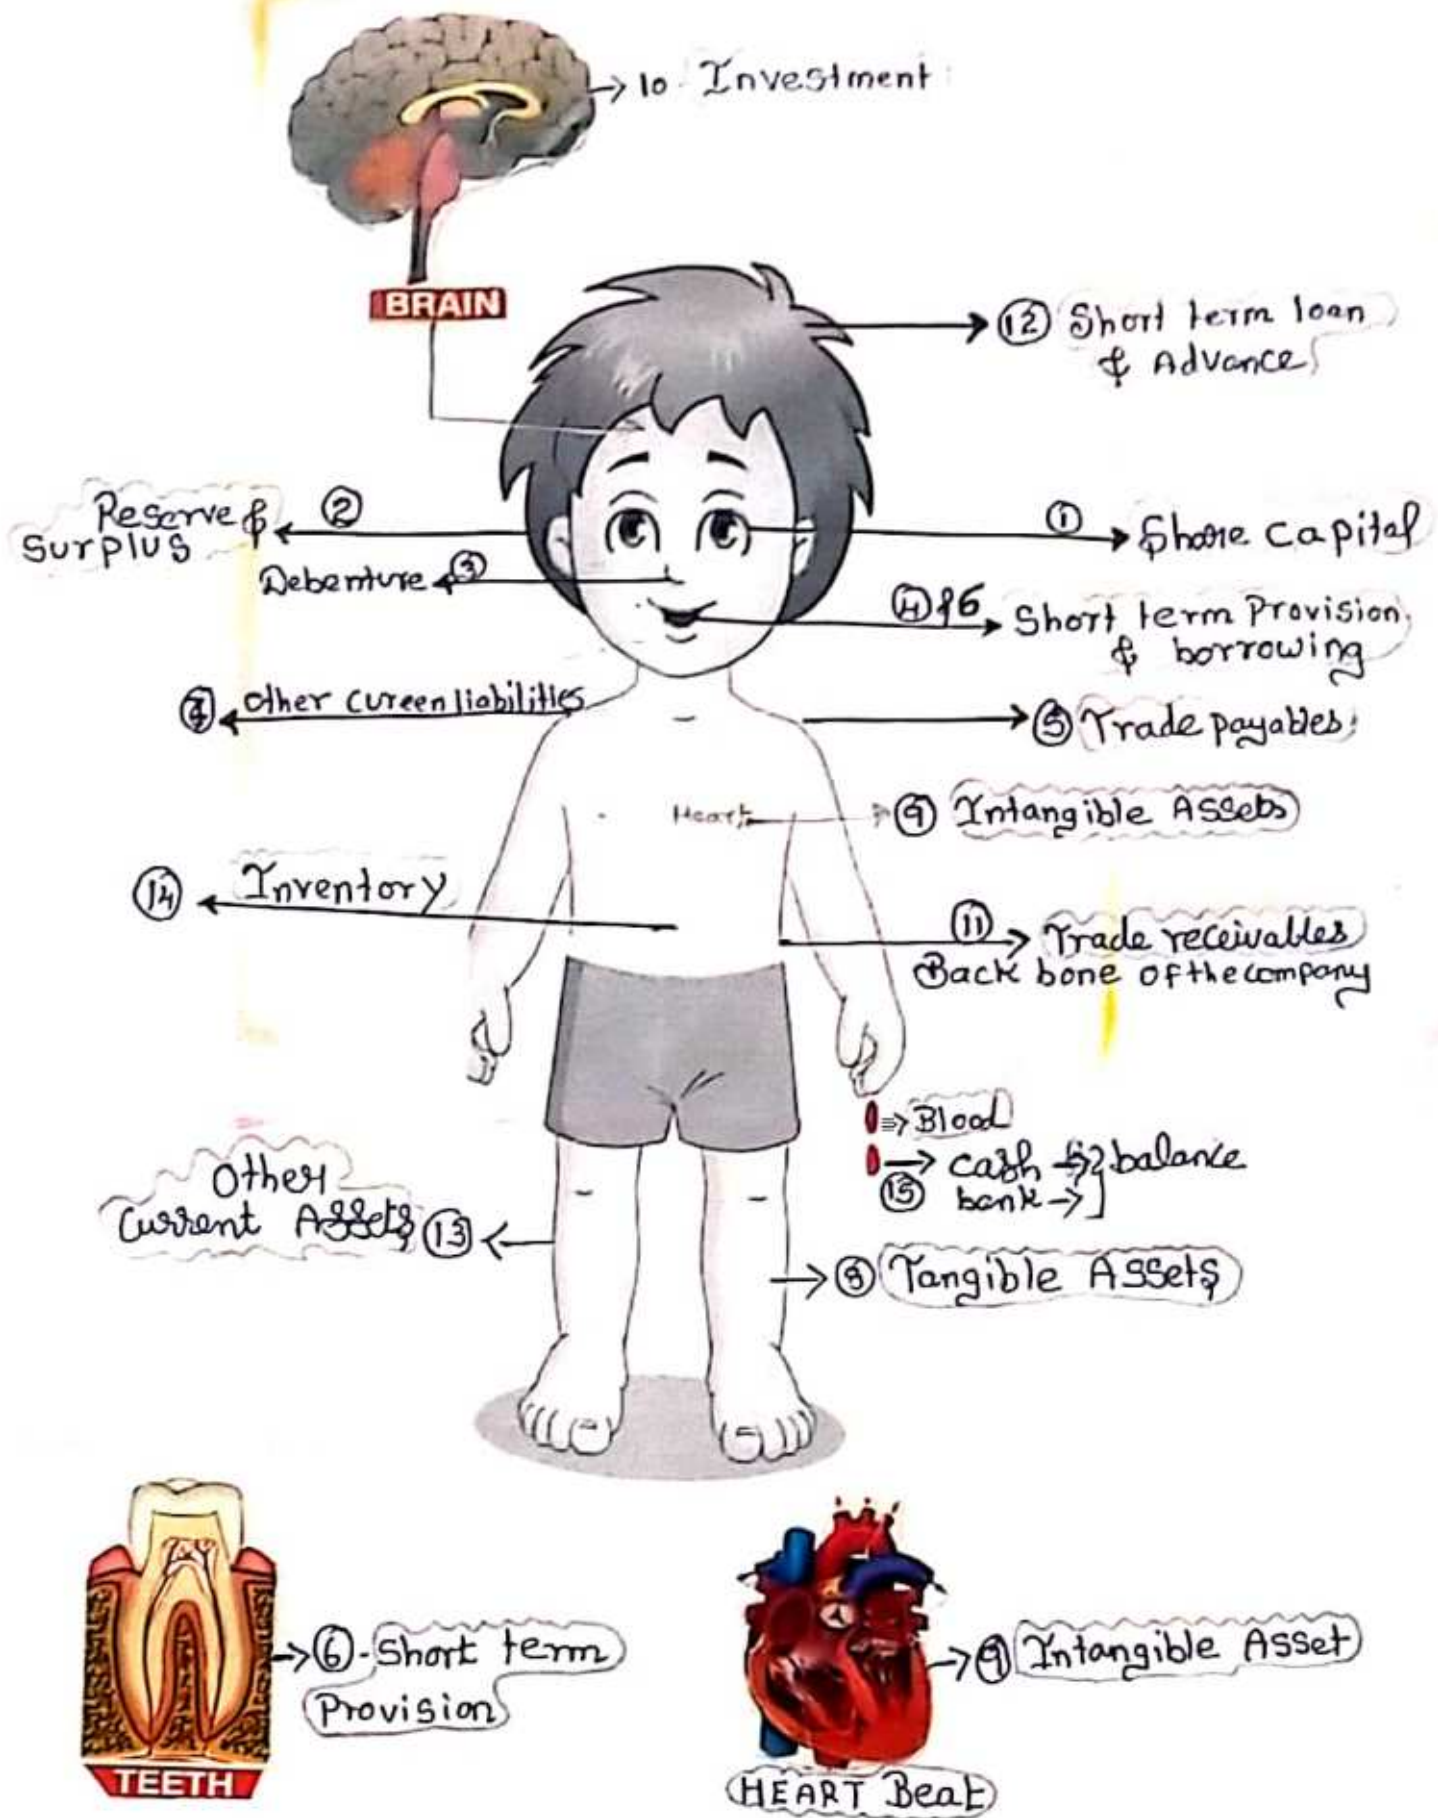 → 10 Investment
BRAIN
12 Short term loan
& Advance
Reserve &
Surplus
2
1
Share Capital
Debenture 3
4 & 6
Short term Provision
& borrowing
7 Other cureen liabilities
5 Trade payables
Heart
9 Intangible Assets
14 Inventory
11 Trade receivables
Back bone of the company
⇒ Blood
→ cash → balance
15 bank →
Other
Current Assets 13
8 Tangible Assets
6 - Short term
Provision
TEETH
9 Intangible Asset
HEART Beat